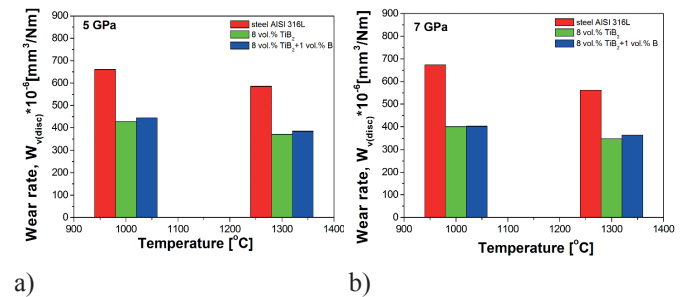 5 GPa
steel AISI 316L
8 vol.% TiB₂
8 vol.% TiB₂+1 vol.% B
Wear rate, Wᵥ₍disc₎*10⁻⁶[mm³/Nm]
900
800
700
600
500
400
300
200
100
0
900 1000 1100 1200 1300 1400
Temperature [°C]
a)
7 GPa
steel AISI 316L
8 vol.% TiB₂
8 vol.% TiB₂+1 vol.% B
Wear rate, Wᵥ₍disc₎*10⁻⁶[mm³/Nm]
900
800
700
600
500
400
300
200
100
0
900 1000 1100 1200 1300 1400
Temperature [°C]
b)